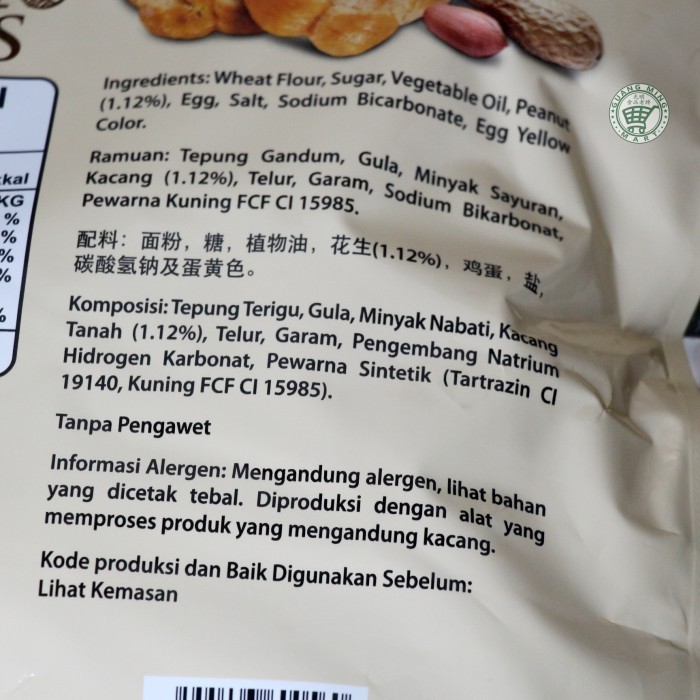 S
kkal
KG
%
%
%
%
%
Ingredients: Wheat Flour, Sugar, Vegetable Oil, Peanut
(1.12%), Egg, Salt, Sodium Bicarbonate, Egg Yellow
Color.
Ramuan: Tepung Gandum, Gula, Minyak Sayuran,
Kacang (1.12%), Telur, Garam, Sodium Bikarbonat,
Pewarna Kuning FCF CI 15985.
配料：面粉，糖，植物油，花生(1.12%)，鸡蛋，盐，
碳酸氢钠及蛋黄色。
Komposisi: Tepung Terigu, Gula, Minyak Nabati, Kacang
Tanah (1.12%), Telur, Garam, Pengembang Natrium
Hidrogen Karbonat, Pewarna Sintetik (Tartrazin CI
19140, Kuning FCF CI 15985).
Tanpa Pengawet
Informasi Alergen: Mengandung alergen, lihat bahan
yang dicetak tebal. Diproduksi dengan alat yang
memproses produk yang mengandung kacang.
Kode produksi dan Baik Digunakan Sebelum:
Lihat Kemasan
GUANG MING
MART